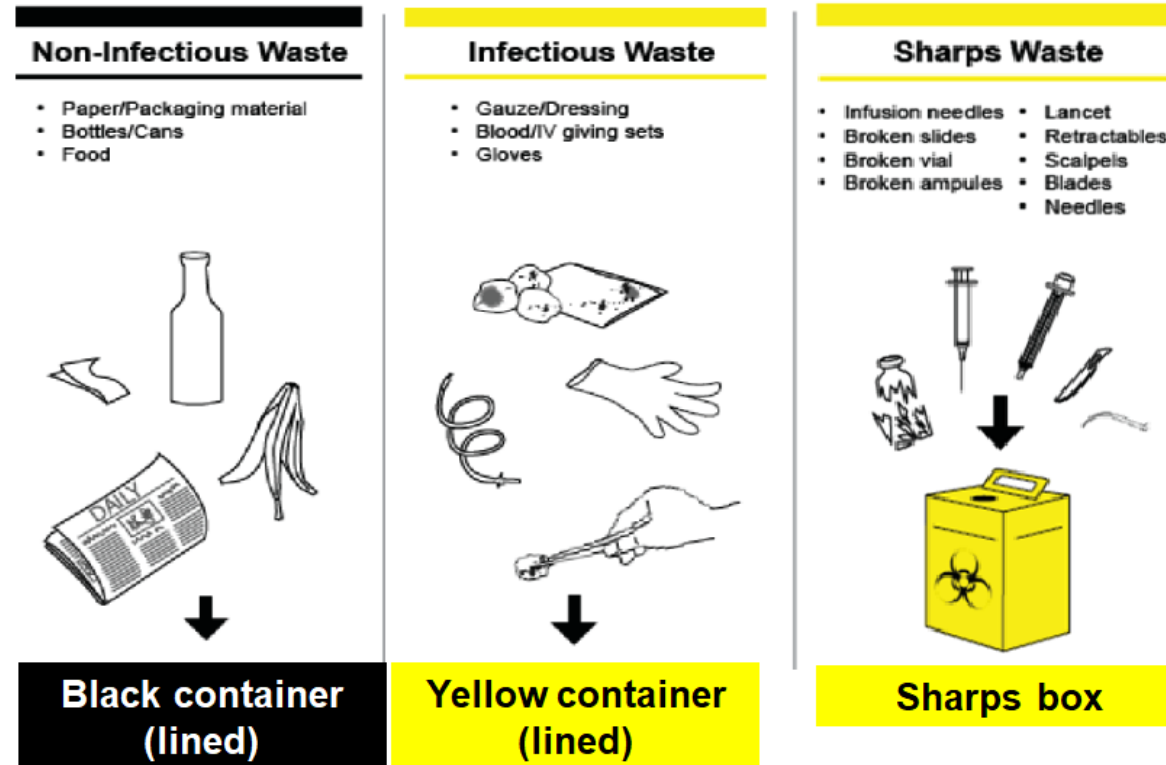 Non-Infectious Waste
• Paper/Packaging material
• Bottles/Cans
• Food
DAILY
Black container
(lined)
Infectious Waste
• Gauze/Dressing
• Blood/IV giving sets
• Gloves
Yellow container
(lined)
Sharps Waste
• Infusion needles
• Broken slides
• Broken vial
• Broken ampules
• Lancet
• Retractables
• Scalpels
• Blades
• Needles
Sharps box